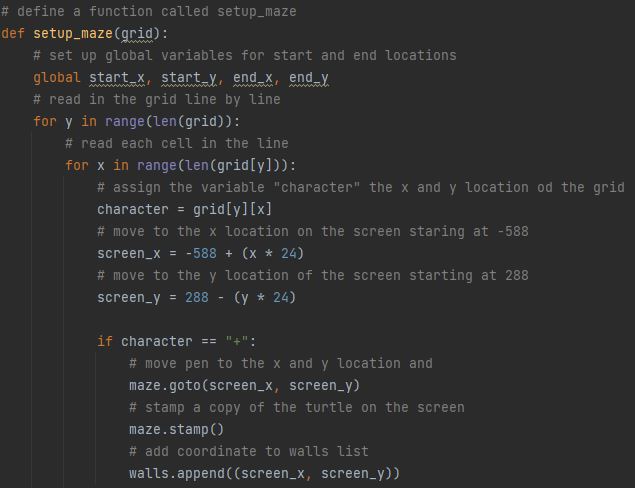 # define a function called setup_maze
def setup_maze(grid):
    # set up global variables for start and end locations
    global start_x, start_y, end_x, end_y
    # read in the grid line by line
    for y in range(len(grid)):
        # read each cell in the line
        for x in range(len(grid[y])):
            # assign the variable "character" the x and y location od the grid
            character = grid[y][x]
            # move to the x location on the screen staring at -588
            screen_x = -588 + (x * 24)
            # move to the y location of the screen starting at 288
            screen_y = 288 - (y * 24)

            if character == "+":
                # move pen to the x and y location and
                maze.goto(screen_x, screen_y)
                # stamp a copy of the turtle on the screen
                maze.stamp()
                # add coordinate to walls list
                walls.append((screen_x, screen_y))